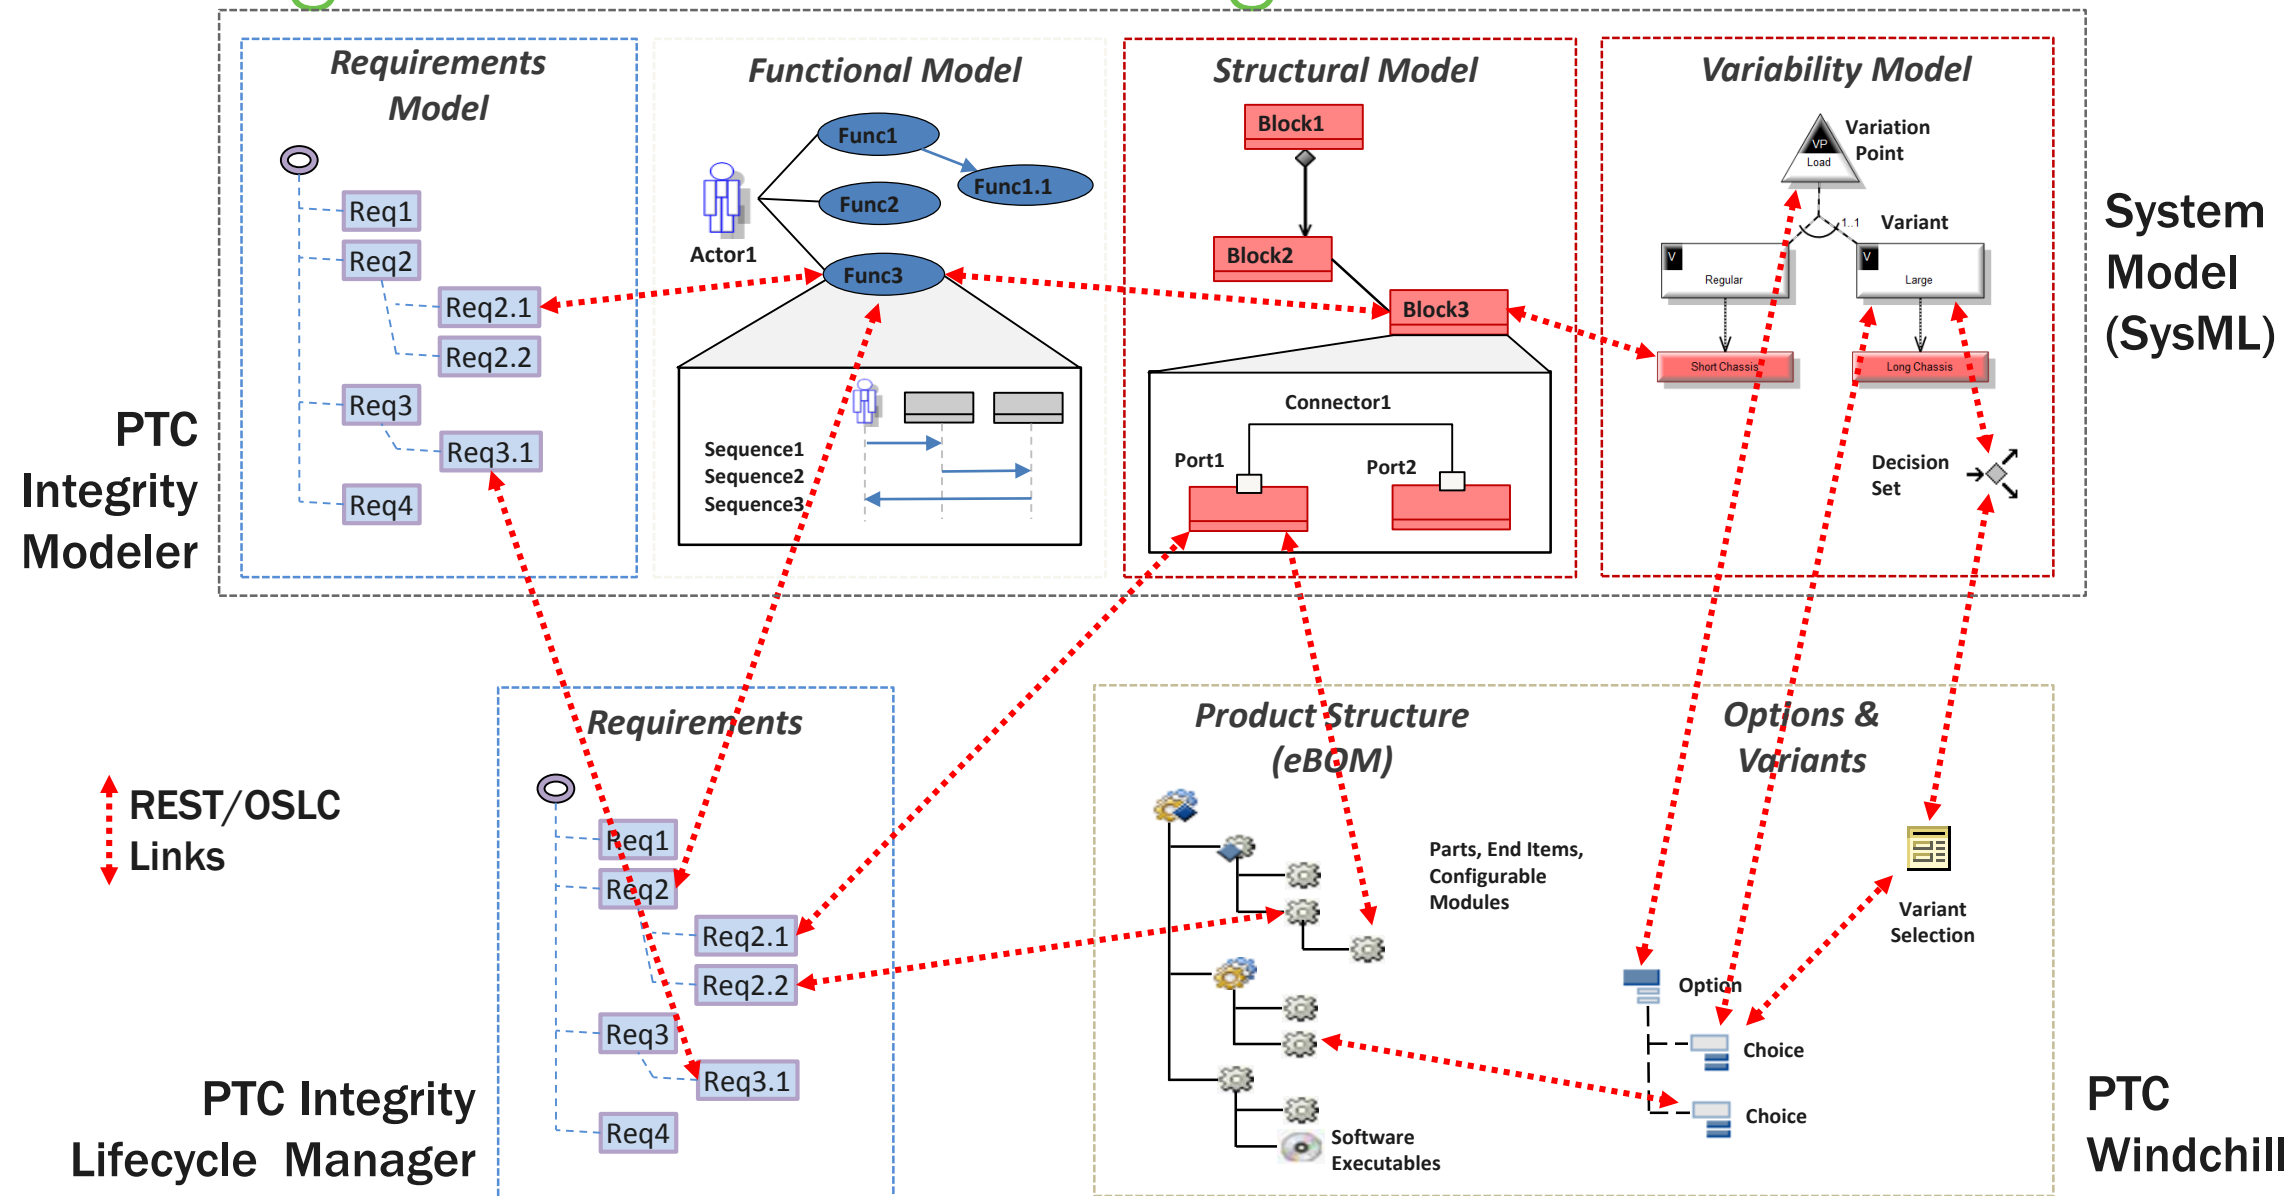 Requirements
Model
Functional Model
Structural Model
Variability Model
Req1
Req2
Req2.1
Req2.2
Req3
Req3.1
Req4
Actor1
Func1
Func1.1
Func2
Func3
Sequence1
Sequence2
Sequence3
Block1
Block2
Block3
Connector1
Port1
Port2
VP
Load
Variation
Point
1..1
Variant
V
Regular
V
Large
Short Chassis
Long Chassis
Decision
Set
System
Model
(SysML)
PTC
Integrity
Modeler
REST/OSLC
Links
Requirements
Req1
Req2
Req2.1
Req2.2
Req3
Req3.1
Req4
PTC Integrity
Lifecycle Manager
Product Structure
(eBOM)
Parts, End Items,
Configurable
Modules
Software
Executables
Options &
Variants
Variant
Selection
Option
Choice
Choice
PTC
Windchill